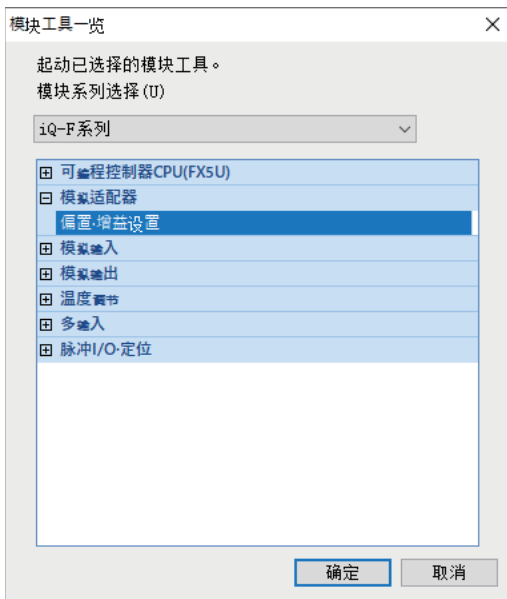 模块工具一览
起动已选择的模块工具。
模块系列选择(U)
iQ-F系列
可编程控制器CPU(FX5U)
模拟适配器
偏置·增益设置
模拟输入
模拟输出
温度调节
多输入
脉冲I/O·定位
确定
取消